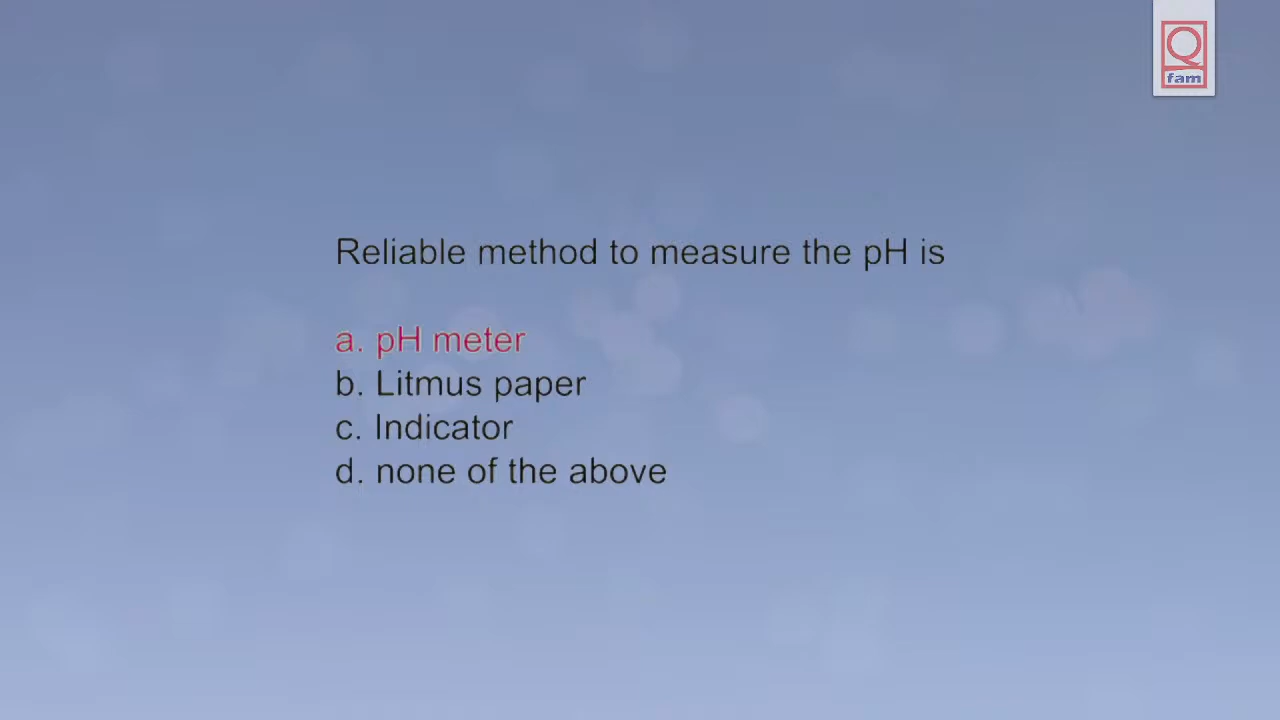 Q
fam
Reliable method to measure the pH is
a. pH meter
b. Litmus paper
c. Indicator
d. none of the above